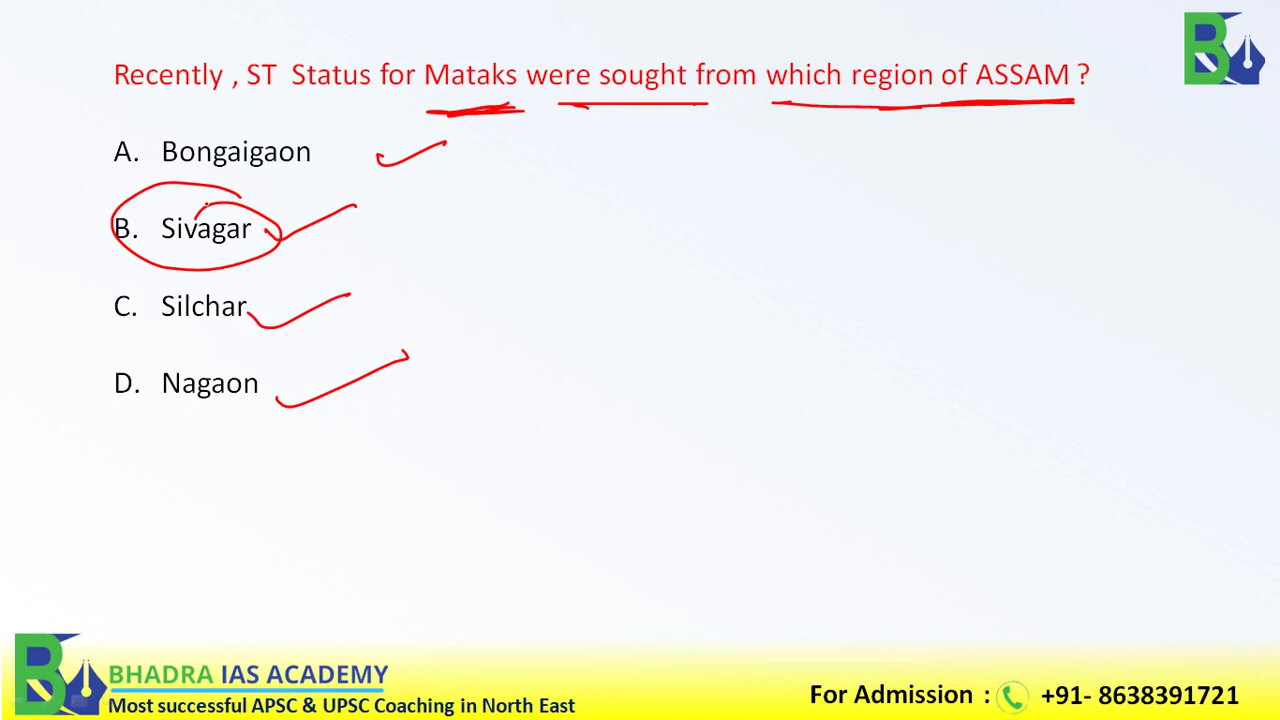 Recently , ST Status for Mataks were sought from which region of ASSAM ?
A. Bongaigaon
B. Sivagar
C. Silchar
D. Nagaon
BHADRA IAS ACADEMY
Most successful APSC & UPSC Coaching in North East
For Admission : +91- 8638391721